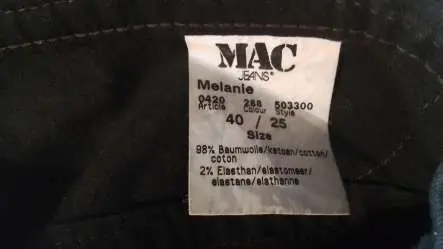 MAC
JEANS®
Melanie
0420 288 503300
Article Colour Style
40 / 25
Size
98% Baumwolle/katoen/cotton/
coton
2% Elasthan/elastomeer/
elastane/elathanne